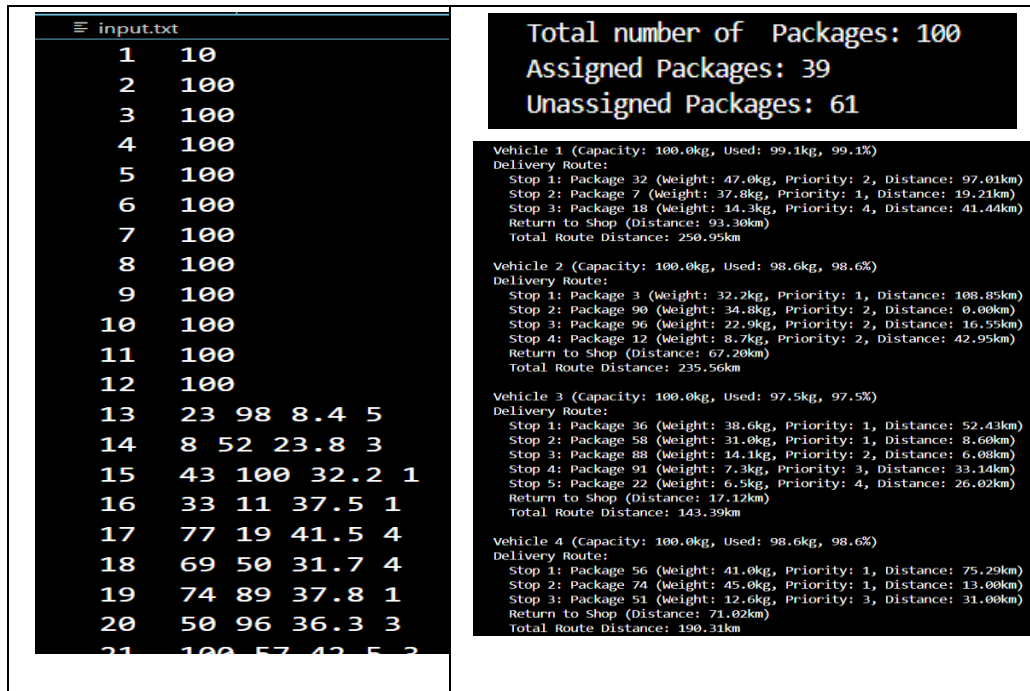 input.txt
1 10
2 100
3 100
4 100
5 100
6 100
7 100
8 100
9 100
10 100
11 100
12 100
13 23 98 8.4 5
14 8 52 23.8 3
15 43 100 32.2 1
16 33 11 37.5 1
17 77 19 41.5 4
18 69 50 31.7 4
19 74 89 37.8 1
20 50 96 36.3 3
21 100 57 42.5 3
Total number of Packages: 100
Assigned Packages: 39
Unassigned Packages: 61
Vehicle 1 (Capacity: 100.0kg, Used: 99.1kg, 99.1%)
Delivery Route:
Stop 1: Package 32 (Weight: 47.0kg, Priority: 2, Distance: 97.01km)
Stop 2: Package 7 (Weight: 37.8kg, Priority: 1, Distance: 19.21km)
Stop 3: Package 18 (Weight: 14.3kg, Priority: 4, Distance: 41.44km)
Return to Shop (Distance: 93.30km)
Total Route Distance: 250.95km
Vehicle 2 (Capacity: 100.0kg, Used: 98.6kg, 98.6%)
Delivery Route:
Stop 1: Package 3 (Weight: 32.2kg, Priority: 1, Distance: 108.85km)
Stop 2: Package 90 (Weight: 34.8kg, Priority: 2, Distance: 0.00km)
Stop 3: Package 96 (Weight: 22.9kg, Priority: 2, Distance: 16.55km)
Stop 4: Package 12 (Weight: 8.7kg, Priority: 2, Distance: 42.95km)
Return to Shop (Distance: 67.20km)
Total Route Distance: 235.56km
Vehicle 3 (Capacity: 100.0kg, Used: 97.5kg, 97.5%)
Delivery Route:
Stop 1: Package 36 (Weight: 38.6kg, Priority: 1, Distance: 52.43km)
Stop 2: Package 58 (Weight: 31.0kg, Priority: 1, Distance: 8.60km)
Stop 3: Package 88 (Weight: 14.1kg, Priority: 2, Distance: 6.08km)
Stop 4: Package 91 (Weight: 7.3kg, Priority: 3, Distance: 33.14km)
Stop 5: Package 22 (Weight: 6.5kg, Priority: 4, Distance: 26.02km)
Return to Shop (Distance: 17.12km)
Total Route Distance: 143.39km
Vehicle 4 (Capacity: 100.0kg, Used: 98.6kg, 98.6%)
Delivery Route:
Stop 1: Package 56 (Weight: 41.0kg, Priority: 1, Distance: 75.29km)
Stop 2: Package 74 (Weight: 45.0kg, Priority: 1, Distance: 13.00km)
Stop 3: Package 51 (Weight: 12.6kg, Priority: 3, Distance: 31.00km)
Return to Shop (Distance: 71.02km)
Total Route Distance: 190.31km